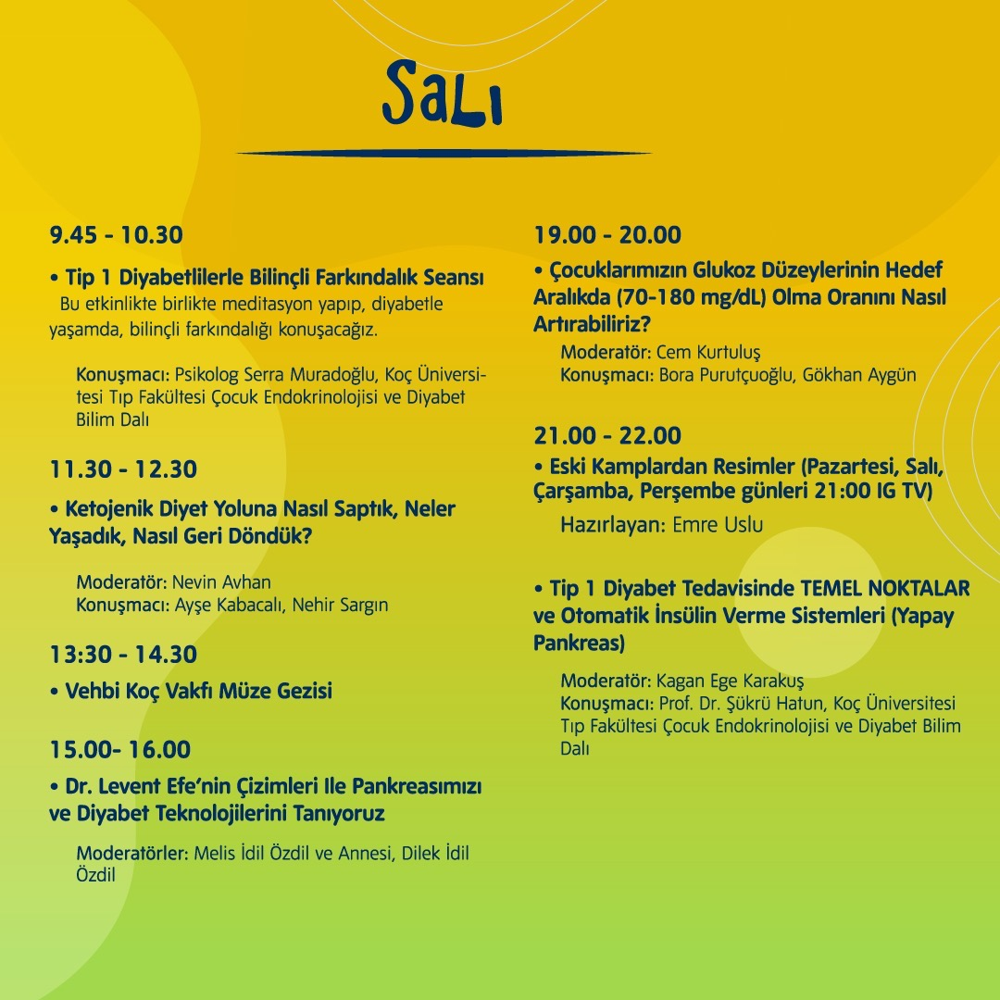 Salı
9.45 - 10.30
• Tip 1 Diyabetlilerle Bilinçli Farkındalık Seansı
Bu etkinlikte birlikte meditasyon yapıp, diyabetle
yaşamda, bilinçli farkındalığı konuşacağız.
Konuşmacı: Psikolog Serra Muradoğlu, Koç Üniversi-
tesi Tıp Fakültesi Çocuk Endokrinolojisi ve Diyabet
Bilim Dalı
11.30 - 12.30
• Ketojenik Diyet Yoluna Nasıl Saptık, Neler
Yaşadık, Nasıl Geri Döndük?
Moderatör: Nevin Avhan
Konuşmacı: Ayşe Kabacalı, Nehir Sargın
13:30 - 14.30
• Vehbi Koç Vakfı Müze Gezisi
15.00- 16.00
• Dr. Levent Efe’nin Çizimleri Ile Pankreasımızı
ve Diyabet Teknolojilerini Tanıyoruz
Moderatörler: Melis İdil Özdil ve Annesi, Dilek İdil
Özdil
19.00 - 20.00
• Çocuklarımızın Glukoz Düzeylerinin Hedef
Aralıkda (70-180 mg/dL) Olma Oranını Nasıl
Artırabiliriz?
Moderatör: Cem Kurtuluş
Konuşmacı: Bora Purutçuoğlu, Gökhan Aygün
21.00 - 22.00
• Eski Kamplardan Resimler (Pazartesi, Salı,
Çarşamba, Perşembe günleri 21:00 IG TV)
Hazırlayan: Emre Uslu
• Tip 1 Diyabet Tedavisinde TEMEL NOKTALAR
ve Otomatik İnsülin Verme Sistemleri (Yapay
Pankreas)
Moderatör: Kagan Ege Karakuş
Konuşmacı: Prof. Dr. Şükrü Hatun, Koç Üniversitesi
Tıp Fakültesi Çocuk Endokrinolojisi ve Diyabet Bilim
Dalı